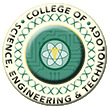 COLLEGE OF
SCIENCE, ENGINEERING & TECHNOLOGY